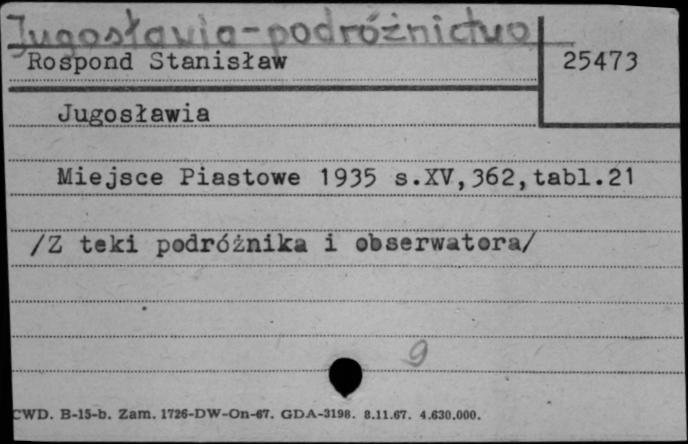 Jugosławia-podróżnictwo
Rospond Stanisław
25473
Jugosławia
Miejsce Piastowe 1935 s.XV,362,tabl.21
/Z teki podróżnika i obserwatora/
9
CWD. B-15-b. Zam. 1726-DW-On-67. GDA-3198. 8.11.67. 4.630.000.